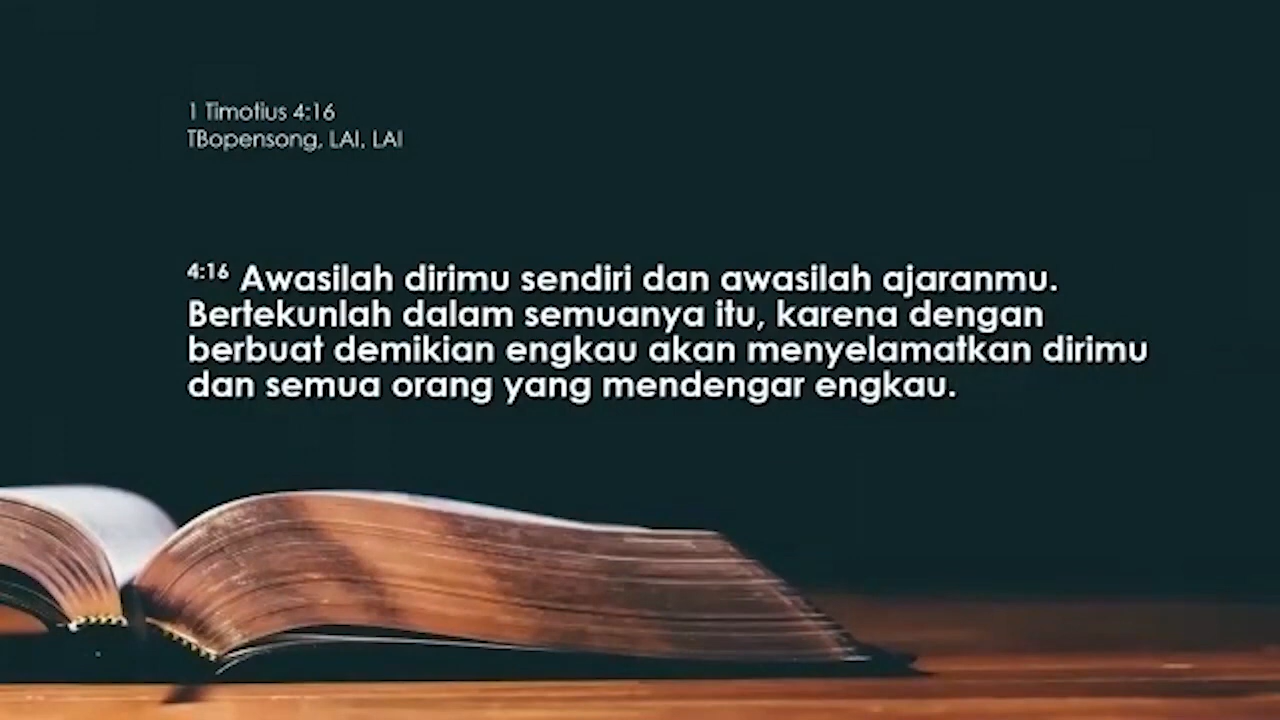 1 Timotius 4:16
TBopensong, LAI, LAI
4:16 Awasilah dirimu sendiri dan awasilah ajaranmu.
Bertekunlah dalam semuanya itu, karena dengan
berbuat demikian engkau akan menyelamatkan dirimu
dan semua orang yang mendengar engkau.